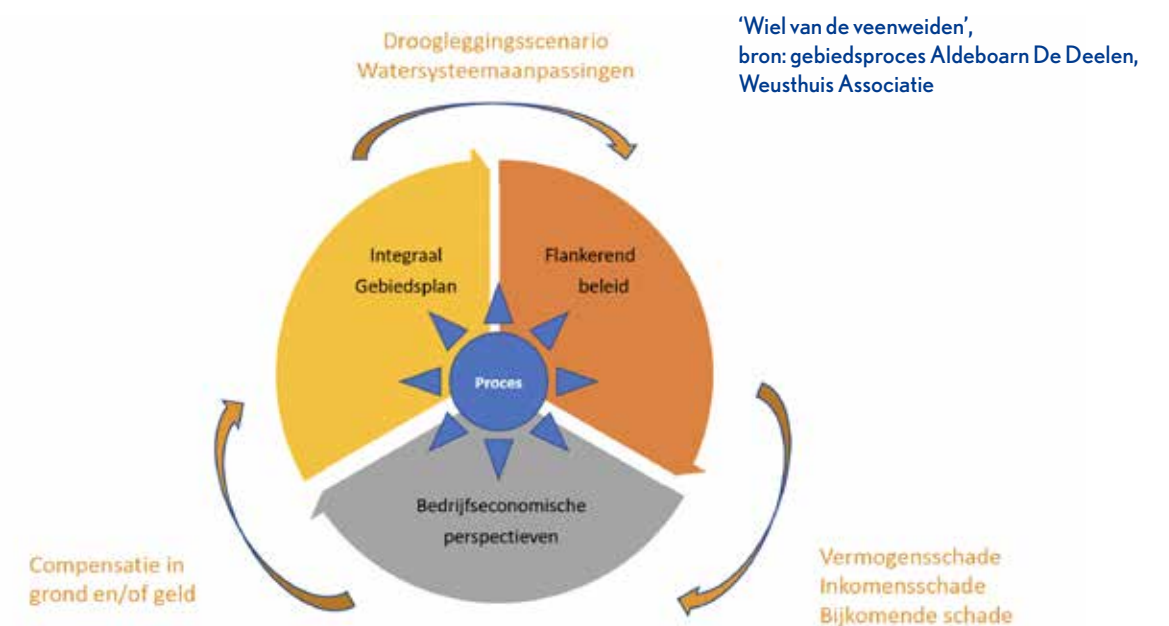 Droogleggingsscenario
Watersysteemaanpassingen
‘Wiel van de veenweiden’,
bron: gebiedsproces Aldeboarn De Deelen,
Weusthuis Associatie
Integraal
Gebiedsplan
Flankerend
beleid
Proces
Bedrijfseconomische
perspectieven
Compensatie in
grond en/of geld
Vermogensschade
Inkomensschade
Bijkomende schade